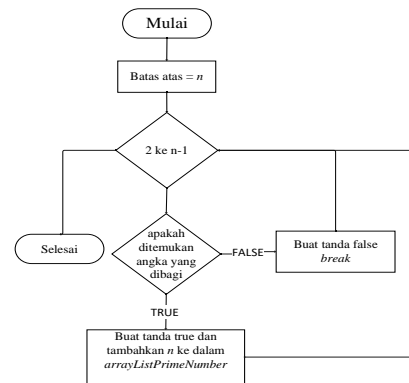 Mulai
Batas atas = n
2 ke n-1
Selesai
apakah
ditemukan
angka yang
dibagi
FALSE
Buat tanda false
break
TRUE
Buat tanda true dan
tambahkan n ke dalam
arrayListPrimeNumber